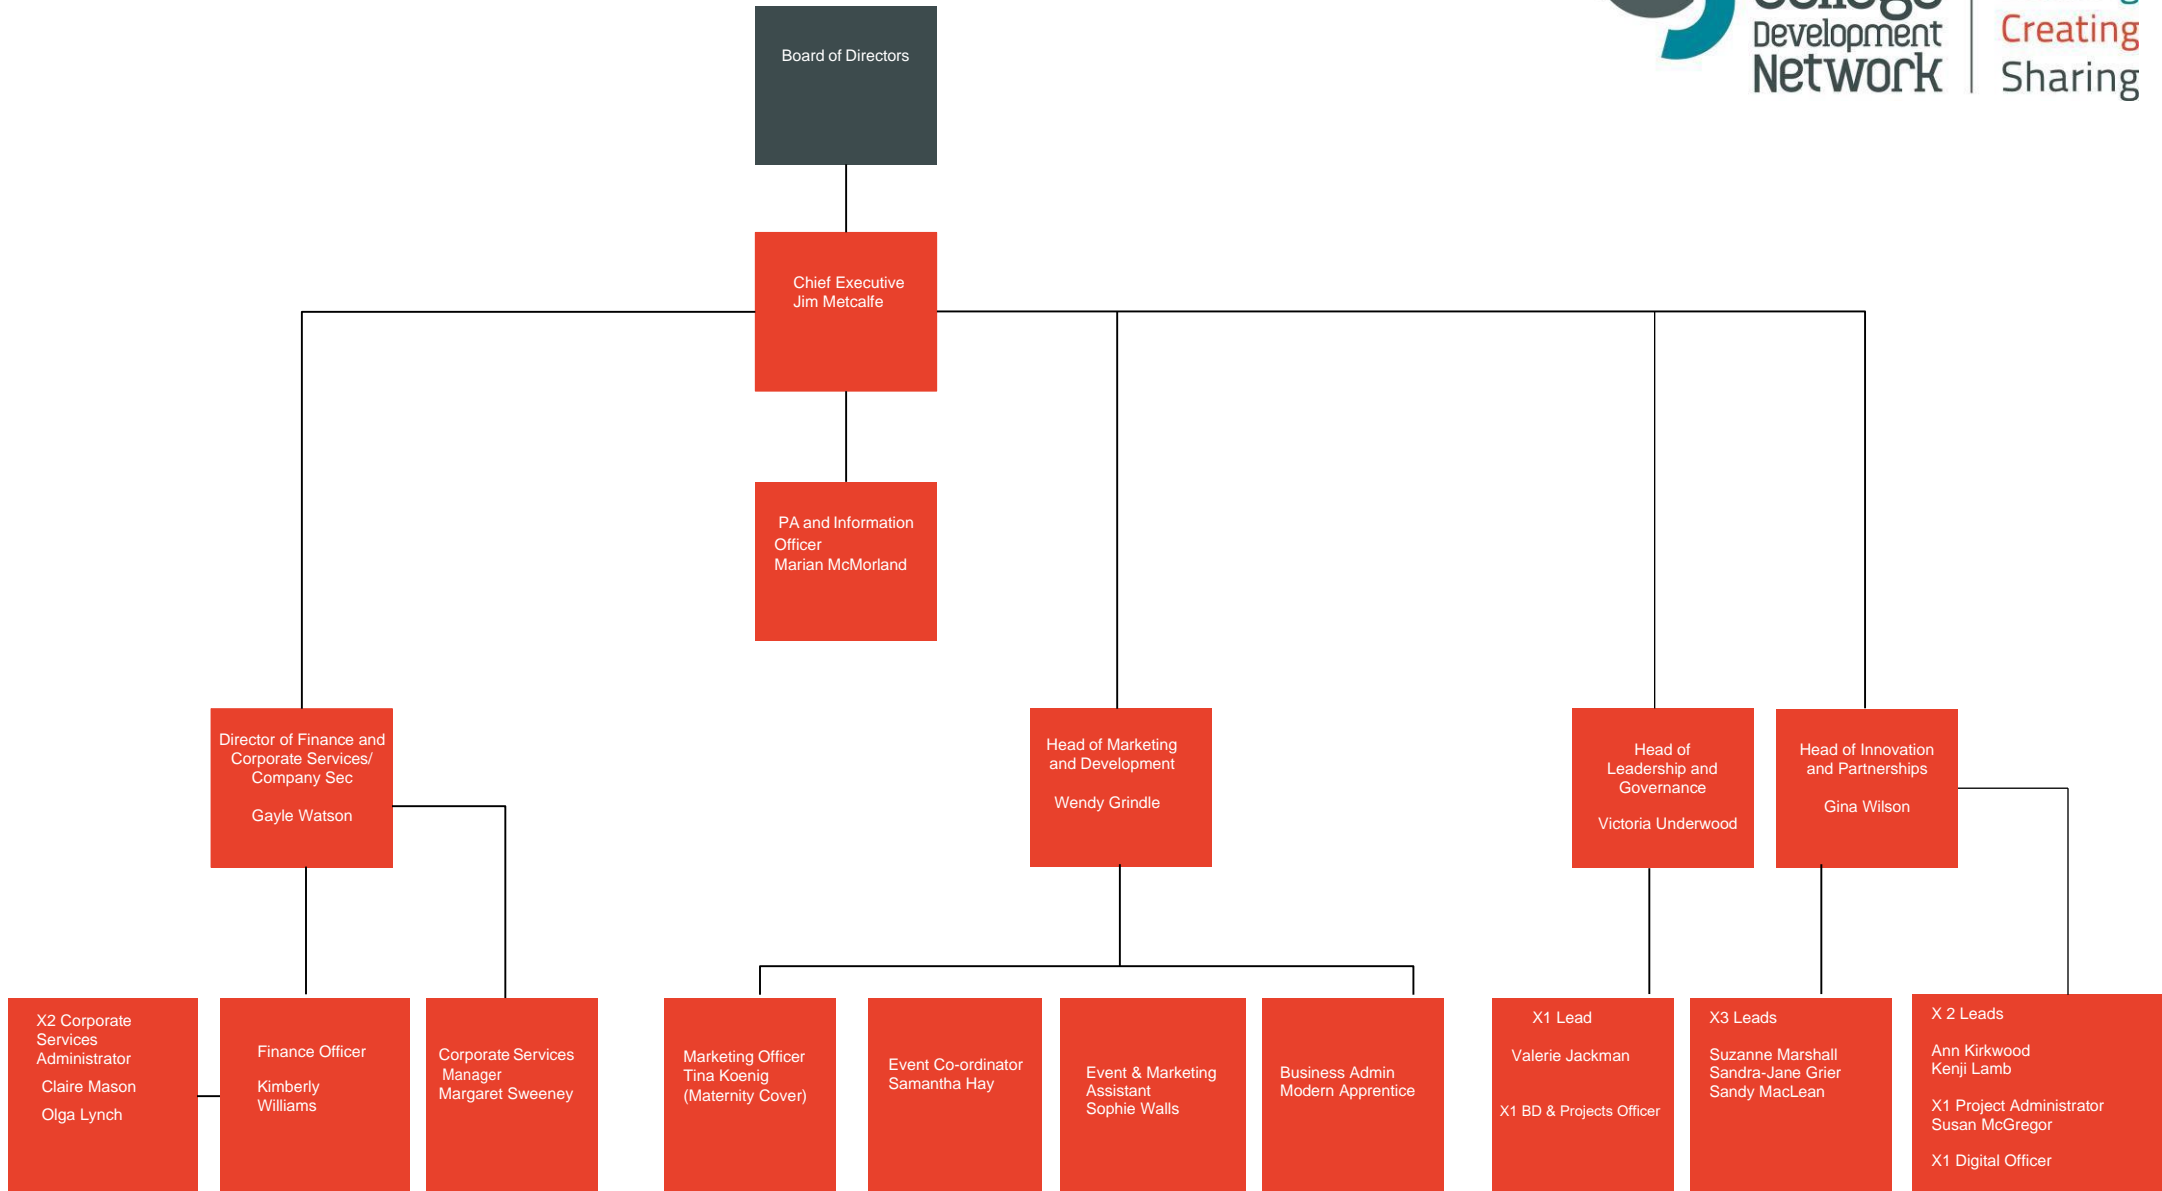 Development
Network
Creating
Sharing
Board of Directors
Chief Executive
Jim Metcalfe
PA and Information
Officer
Marian McMorland
Director of Finance and
Corporate Services/
Company Sec
Gayle Watson
Head of Marketing
and Development
Wendy Grindle
Head of
Leadership and
Governance
Victoria Underwood
Head of Innovation
and Partnerships
Gina Wilson
X2 Corporate
Services
Administrator
Claire Mason
Olga Lynch
Finance Officer
Kimberly
Williams
Corporate Services
Manager
Margaret Sweeney
Marketing Officer
Tina Koenig
(Maternity Cover)
Event Co-ordinator
Samantha Hay
Event & Marketing
Assistant
Sophie Walls
Business Admin
Modern Apprentice
X1 Lead
Valerie Jackman
X1 BD & Projects Officer
X3 Leads
Suzanne Marshall
Sandra-Jane Grier
Sandy MacLean
X 2 Leads
Ann Kirkwood
Kenji Lamb
X1 Project Administrator
Susan McGregor
X1 Digital Officer